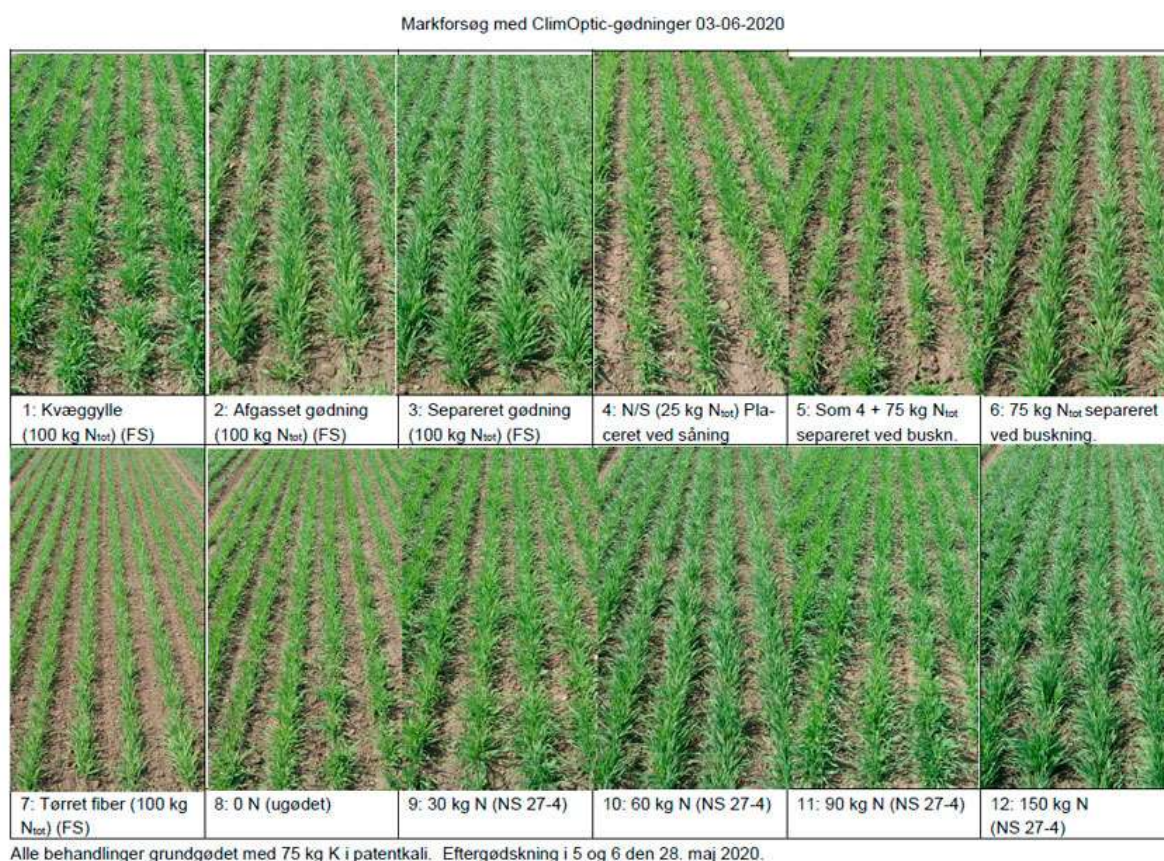 Markforsøg med ClimOptic-gødninger 03-06-2020
1: Kvæggylle
(100 kg Ntot) (FS)
2: Afgasset gødning
(100 kg Ntot) (FS)
3: Separeret gødning
(100 kg Ntot) (FS)
4: N/S (25 kg Ntot) Pla-
ceret ved såning
5: Som 4 + 75 kg Ntot
separeret ved buskn.
6: 75 kg Ntot separeret
ved buskning.
7: Tørret fiber (100 kg
Ntot) (FS)
8: 0 N (ugødet)
9: 30 kg N (NS 27-4)
10: 60 kg N (NS 27-4)
11: 90 kg N (NS 27-4)
12: 150 kg N
(NS 27-4)
Alle behandlinger grundgødet med 75 kg K i patentkali. Eftergødskning i 5 og 6 den 28. maj 2020.